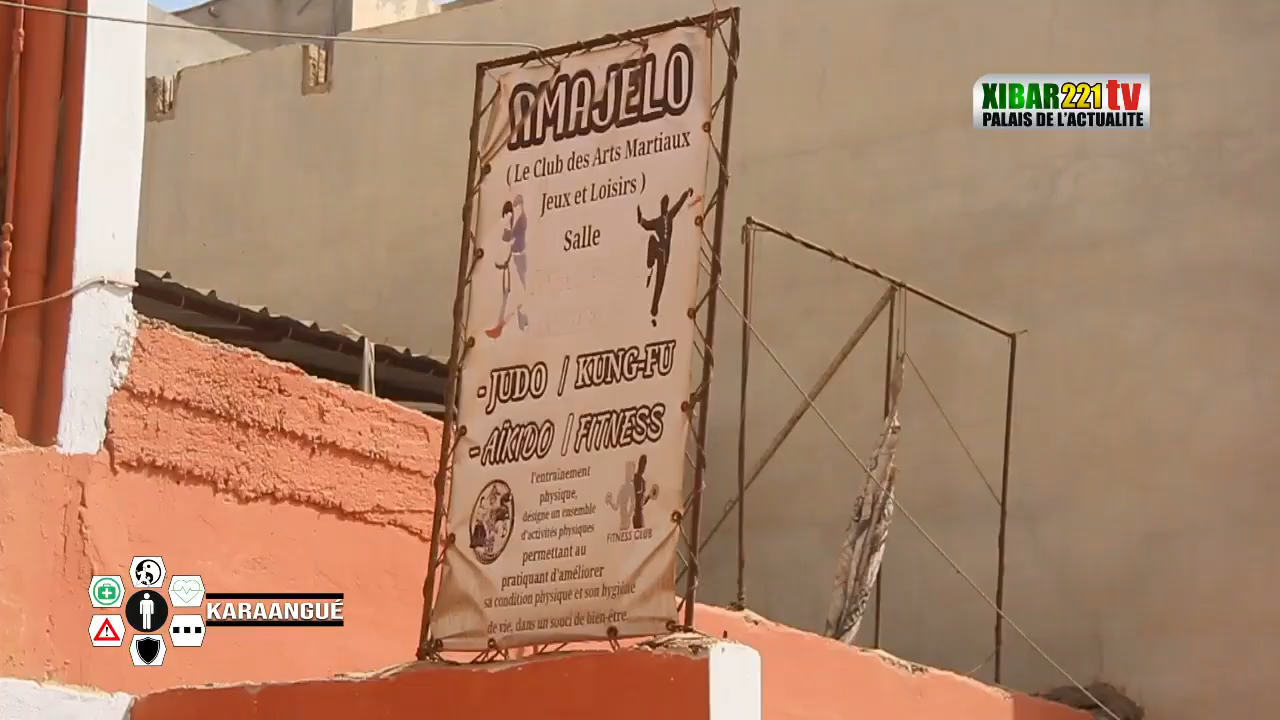 AMAJELO
( Le Club des Arts Martiaux
Jeux et Loisirs )
Salle
- JUDO / KUNG-FU
- AÏKIDO / FITNESS
l'entraînement
physique,
désigne un ensemble
d'activités physiques
FITNESS CLUB
permettant au
pratiquant d'améliorer
sa condition physique et son hygiène
de vie, dans un souci de bien-être.
XIBAR221TV
PALAIS DE L'ACTUALITE
KARAANGUÉ